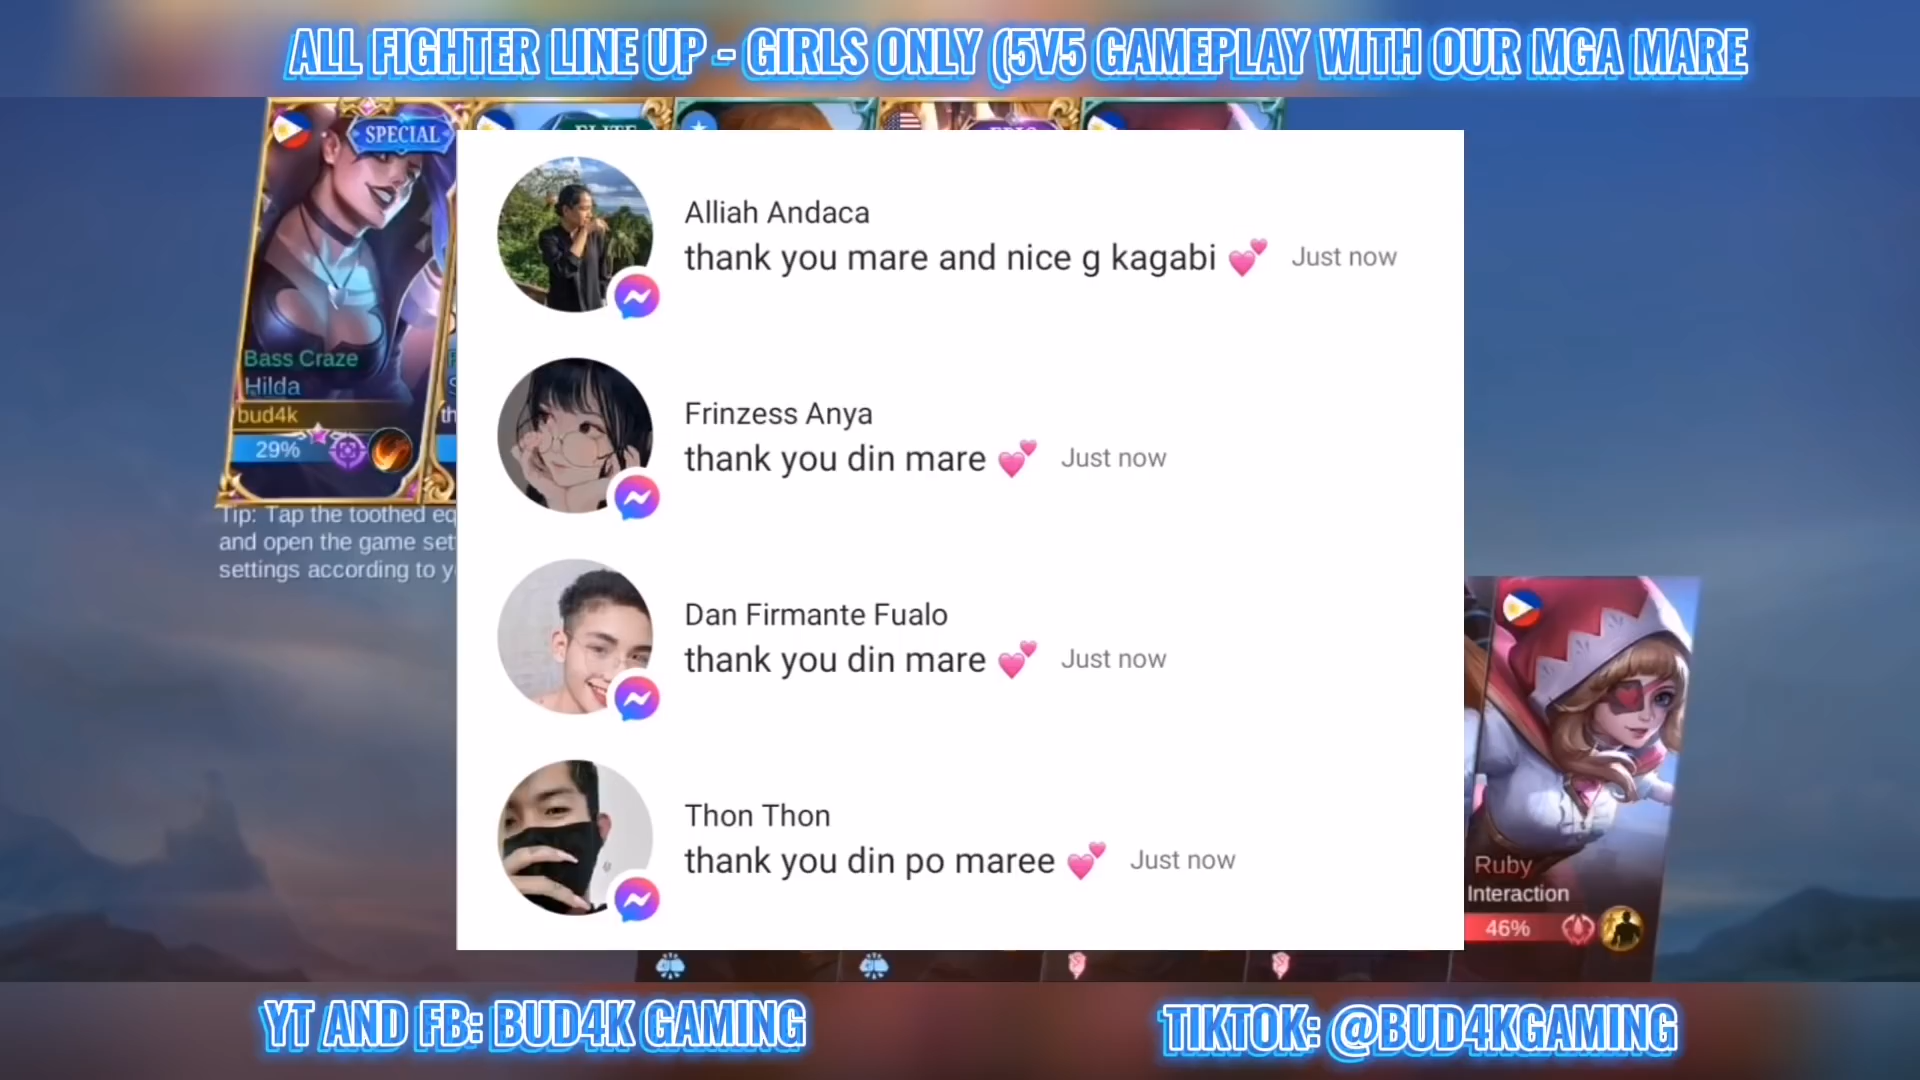 ALL FIGHTER LINE UP - GIRLS ONLY (5V5 GAMEPLAY WITH OUR MGA MARE
SPECIAL
ELITE
EPIC
Bass Craze
Hilda
bud4k
29%
Tip: Tap the toothed
and open the game
settings according to
Alliah Andaca
thank you mare and nice g kagabi 💕 Just now
Frinzess Anya
thank you din mare 💕 Just now
Dan Firmante Fualo
thank you din mare 💕 Just now
Thon Thon
thank you din po maree 💕 Just now
Ruby
Interaction
46%
YT AND FB: BUD4K GAMING
TIKTOK: @BUD4KGAMING